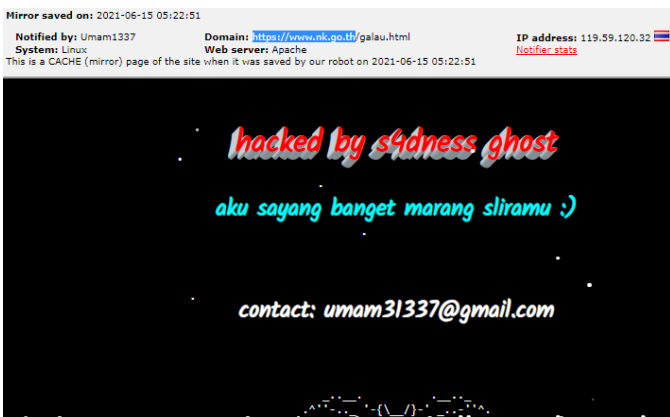 Mirror saved on: 2021-06-15 05:22:51
Notified by: Umam1337 Domain: https://www.nk.go.th/galau.html IP address: 119.59.120.32
System: Linux Web server: Apache Notifier stats
This is a CACHE (mirror) page of the site when it was saved by our robot on 2021-06-15 05:22:51
hacked by s4dness ghost
aku sayang banget marang sliramu :)
contact: umam31337@gmail.com